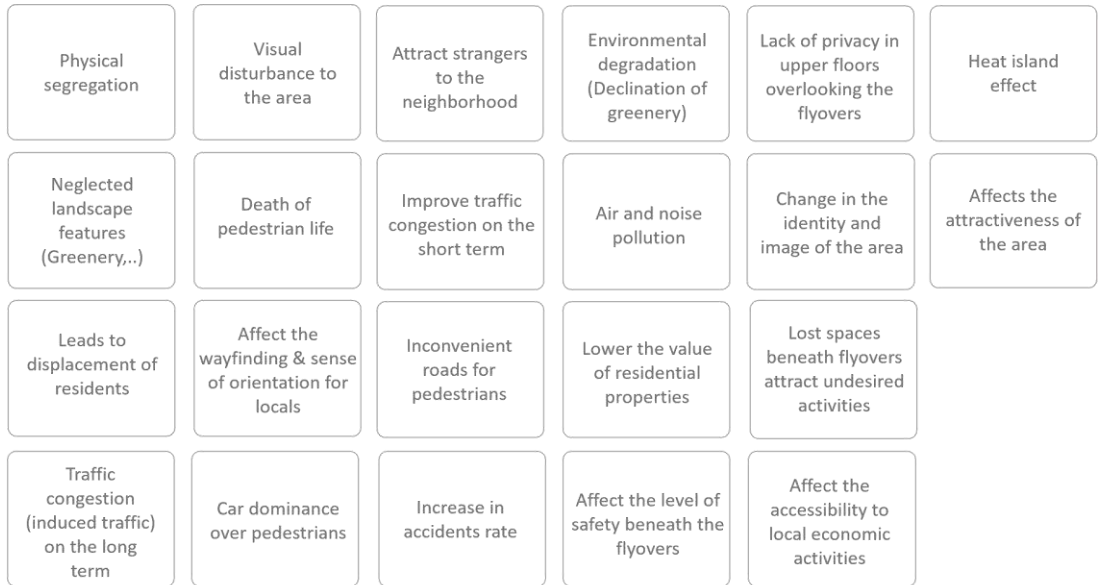 Physical
segregation
Visual
disturbance to
the area
Attract strangers
to the
neighborhood
Environmental
degradation
(Declination of
greenery)
Lack of privacy in
upper floors
overlooking the
flyovers
Heat island
effect
Neglected
landscape
features
(Greenery,..)
Death of
pedestrian life
Improve traffic
congestion on the
short term
Air and noise
pollution
Change in the
identity and
image of the area
Affects the
attractiveness of
the area
Leads to
displacement of
residents
Affect the
wayfinding & sense
of orientation for
locals
Inconvenient
roads for
pedestrians
Lower the value
of residential
properties
Lost spaces
beneath flyovers
attract undesired
activities
Traffic
congestion
(induced traffic)
on the long
term
Car dominance
over pedestrians
Increase in
accidents rate
Affect the level of
safety beneath the
flyovers
Affect the
accessibility to
local economic
activities